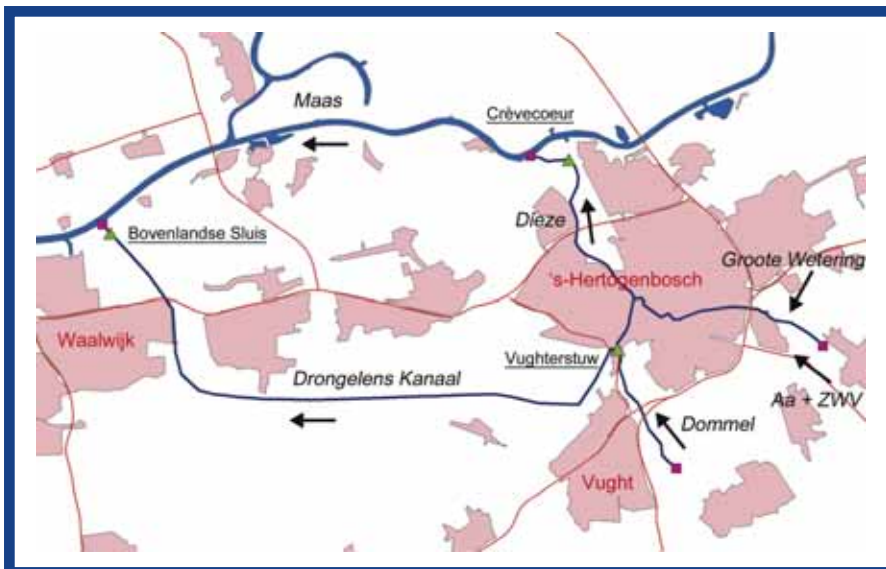 Maas
Crèvecoeur
Dieze
Bovenlandse Sluis
Groote Wetering
's-Hertogenbosch
Waalwijk
Vughterstuw
Drongelens Kanaal
Aa + ZWV
Dommel
Vught